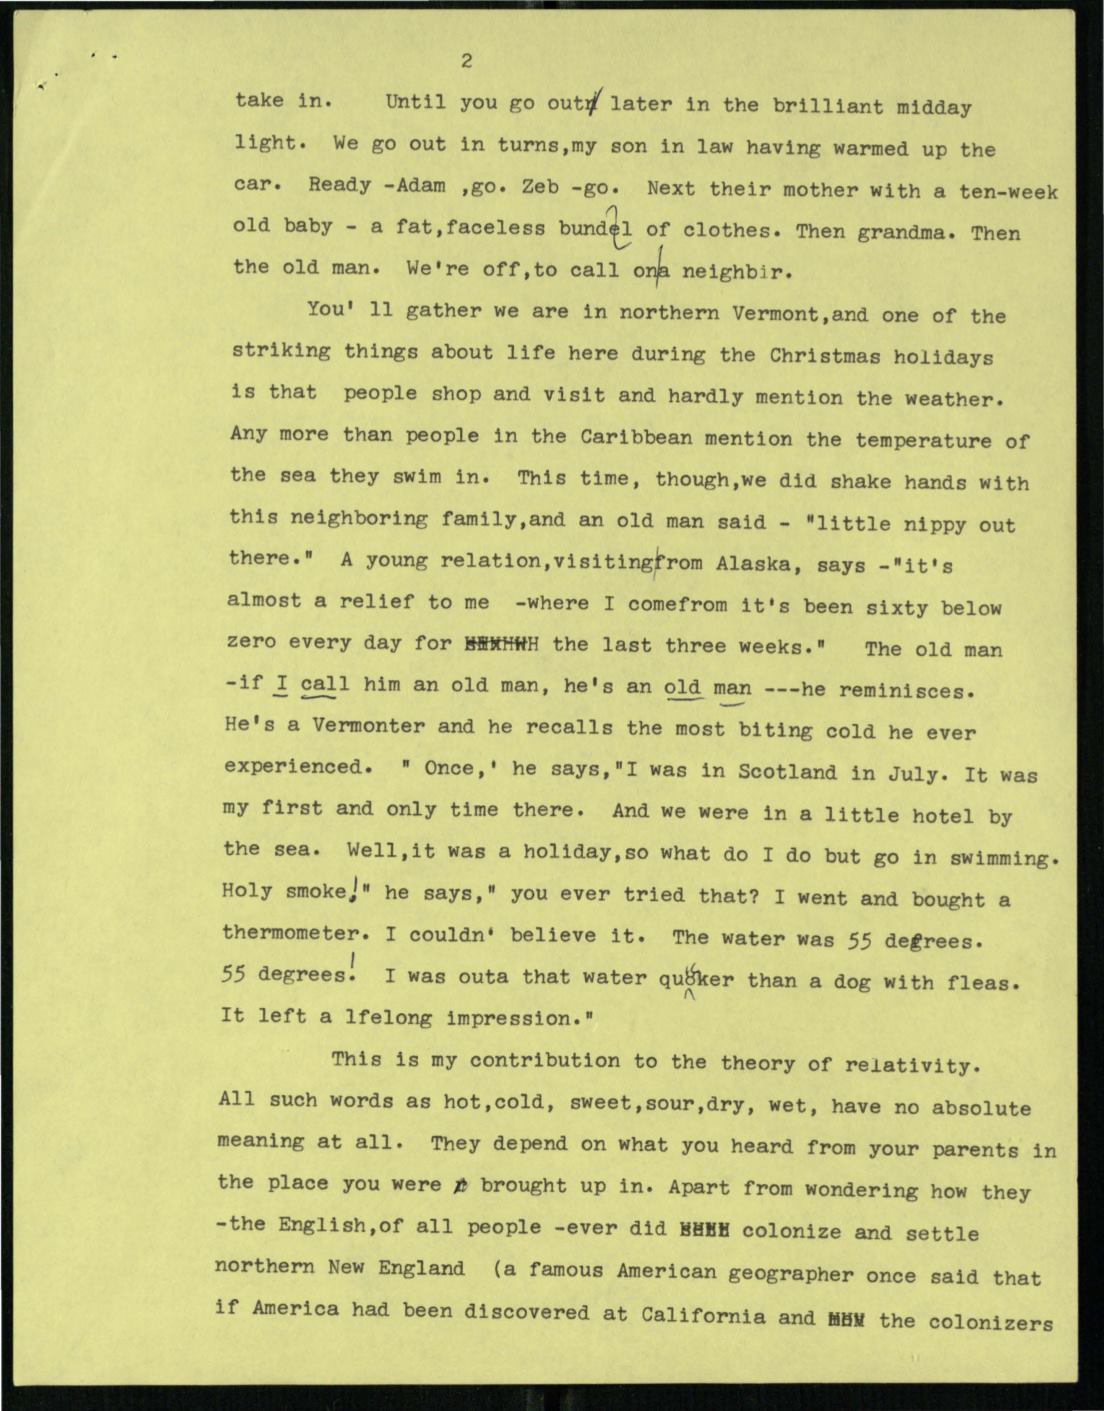 2
take in. Until you go out later in the brilliant midday
light. We go out in turns,my son in law having warmed up the
car. Ready -Adam ,go. Zeb -go. Next their mother with a ten-week
old baby - a fat,faceless bundel of clothes. Then grandma. Then
the old man. We're off,to call on a neighbir.
You' ll gather we are in northern Vermont,and one of the
striking things about life here during the Christmas holidays
is that people shop and visit and hardly mention the weather.
Any more than people in the Caribbean mention the temperature of
the sea they swim in. This time, though,we did shake hands with
this neighboring family,and an old man said - "little nippy out
there." A young relation,visiting from Alaska, says -"it's
almost a relief to me -where I comefrom it's been sixty below
zero every day for the last three weeks." The old man
-if I call him an old man, he's an old man ---he reminisces.
He's a Vermonter and he recalls the most biting cold he ever
experienced. " Once,' he says,"I was in Scotland in July. It was
my first and only time there. And we were in a little hotel by
the sea. Well,it was a holiday,so what do I do but go in swimming.
Holy smoke!" he says," you ever tried that? I went and bought a
thermometer. I couldn' believe it. The water was 55 degrees.
55 degrees! I was outa that water quicker than a dog with fleas.
It left a lfelong impression."
This is my contribution to the theory of relativity.
All such words as hot,cold, sweet,sour,dry, wet, have no absolute
meaning at all. They depend on what you heard from your parents in
the place you were brought up in. Apart from wondering how they
-the English,of all people -ever did colonize and settle
northern New England (a famous American geographer once said that
if America had been discovered at California and the colonizers